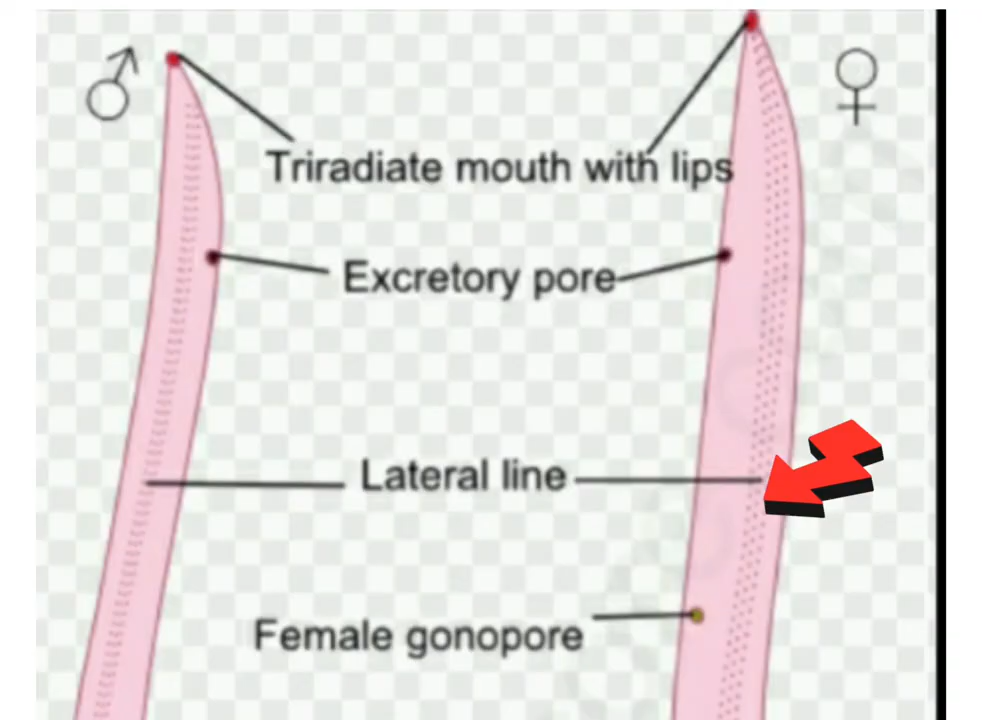 Triradiate mouth with lips
Excretory pore
Lateral line
Female gonopore